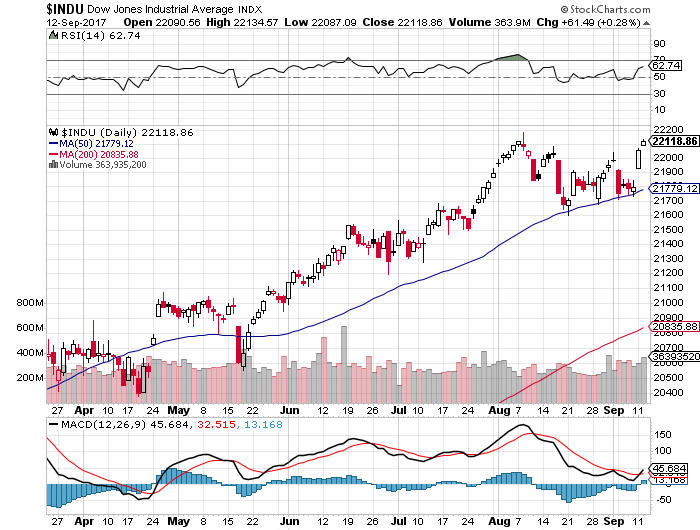 $INDU Dow Jones Industrial Average INDX © StockCharts.com
12-Sep-2017 Open 22090.56 High 22134.57 Low 22087.09 Close 22118.86 Volume 363.9M Chg +61.49 (+0.28%)
RSI(14) 62.74
90
70
62.74
50
30
10
$INDU (Daily) 22118.86
MA(50) 21779.12
MA(200) 20835.88
Volume 363,935,200
22200
22118.86
22000
21900
21779.12
21700
21600
21500
21400
21300
21200
21100
21000
20900
20835.88
20700
20600
20500
20400
800M
600M
400M
200M
36393520
27 Apr 10 17 24 May 8 15 22 Jun 12 19 26 Jul 10 17 24 Aug 7 14 21 28 Sep 11
MACD(12,26,9) 45.684, 32.515, 13.168
150
100
45.684
13.168
-50
27 Apr 10 17 24 May 8 15 22 Jun 12 19 26 Jul 10 17 24 Aug 7 14 21 28 Sep 11